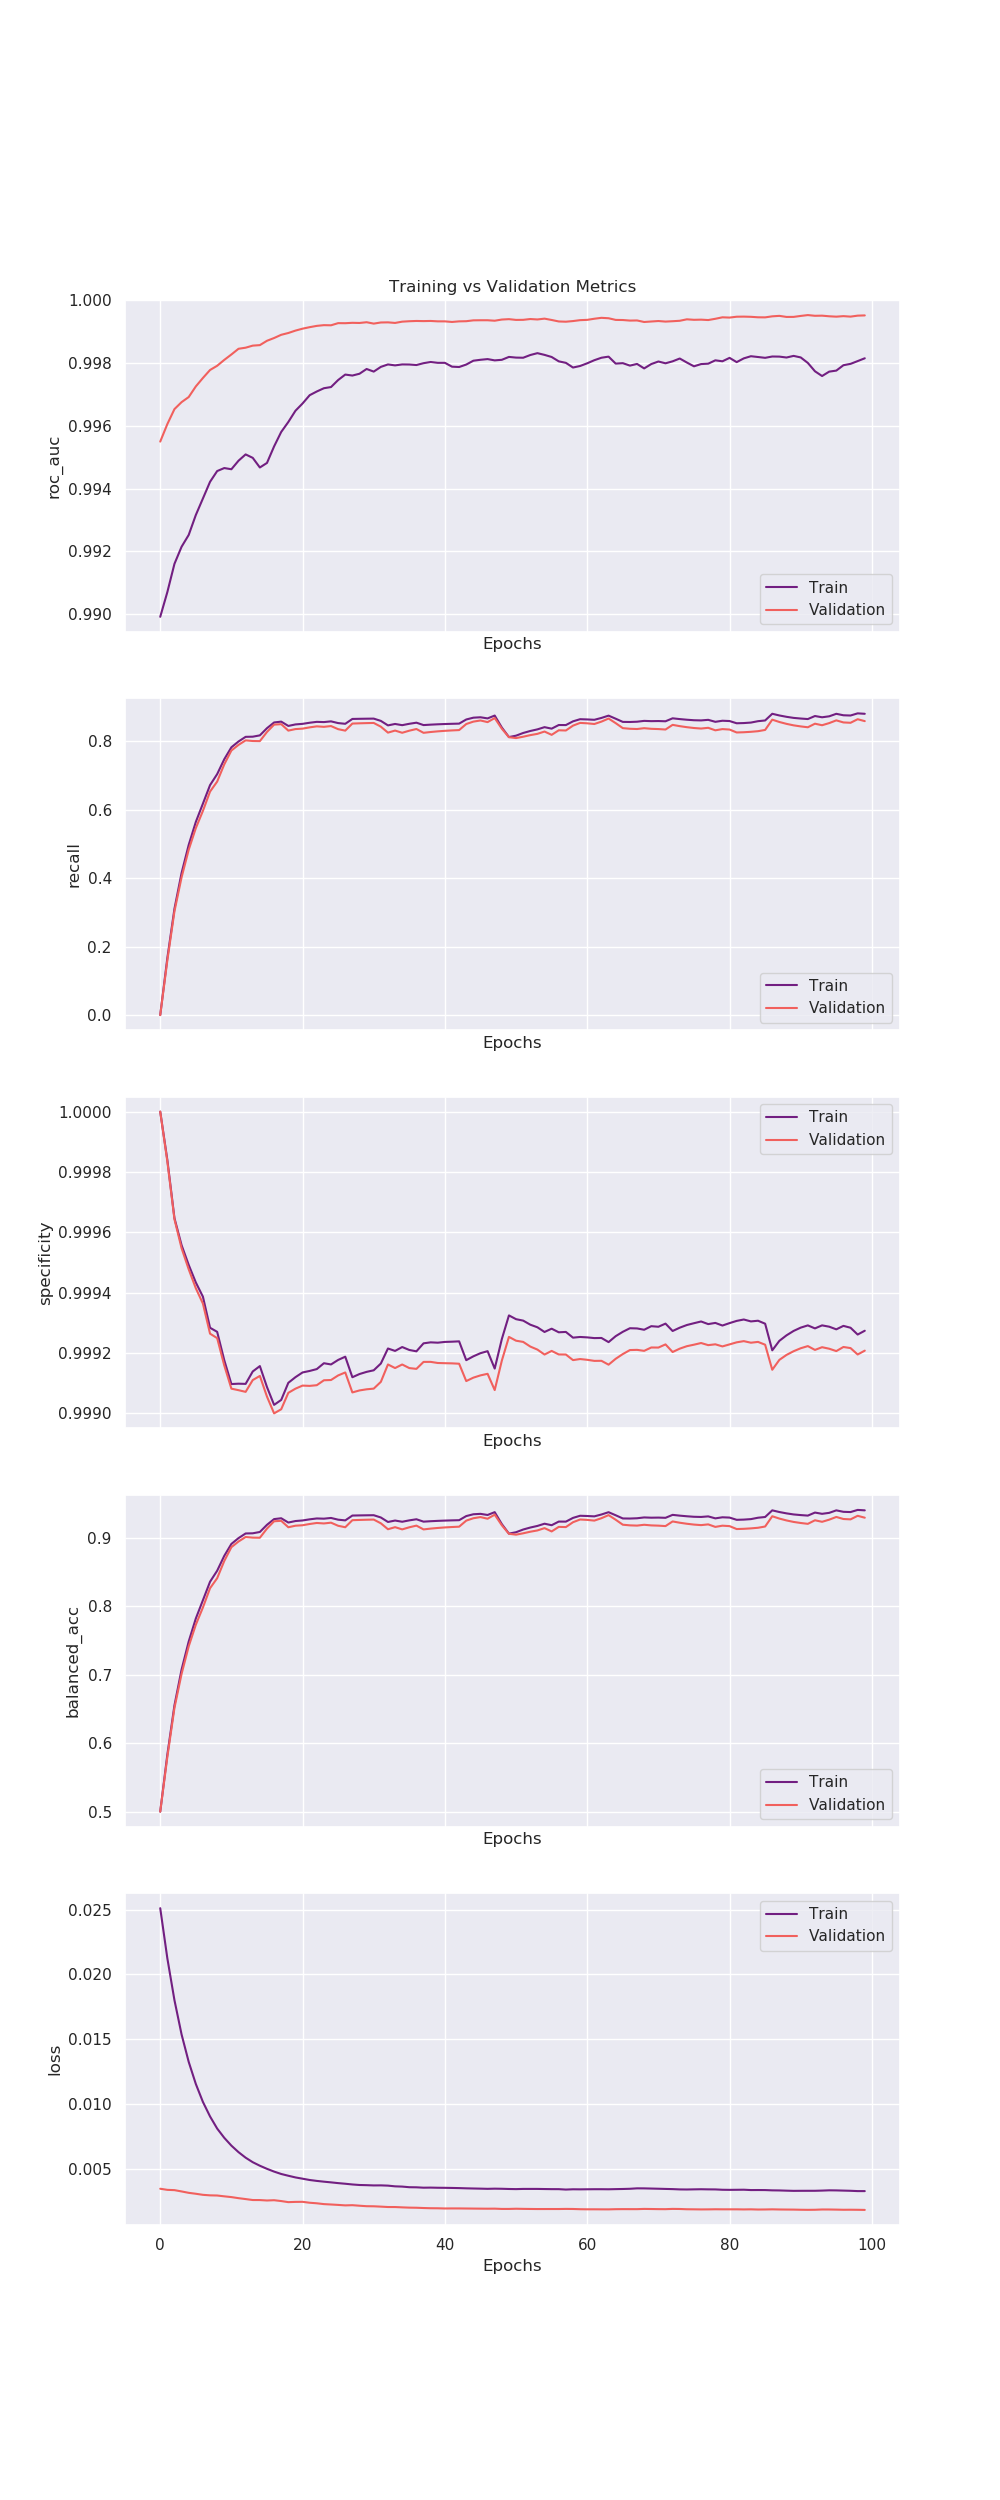 Training vs Validation Metrics
1.000
0.998
0.996
0.994
0.992
0.990
roc_auc
Train
Validation
Epochs
0.8
0.6
0.4
0.2
0.0
recall
Train
Validation
Epochs
1.0000
0.9998
0.9996
0.9994
0.9992
0.9990
specificity
Train
Validation
Epochs
0.9
0.8
0.7
0.6
0.5
balanced_acc
Train
Validation
Epochs
0.025
0.020
0.015
0.010
0.005
loss
Train
Validation
0 20 40 60 80 100
Epochs